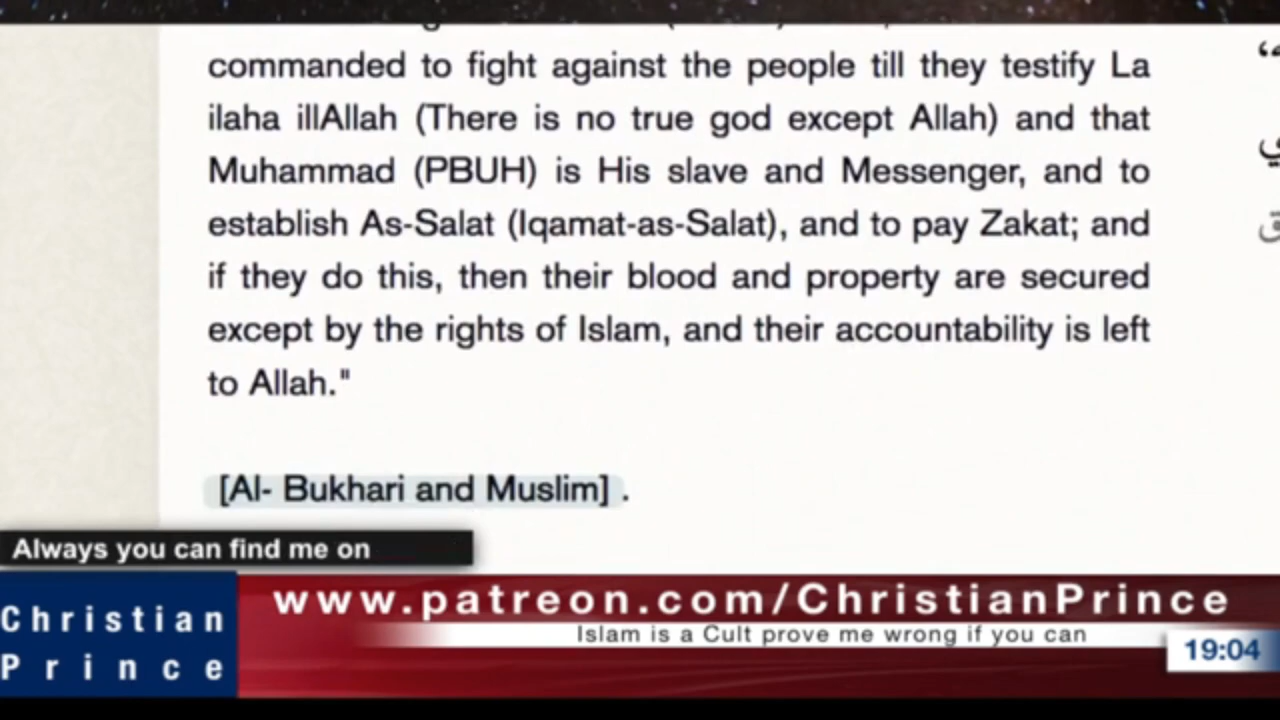 commanded to fight against the people till they testify La
ilaha illAllah (There is no true god except Allah) and that
Muhammad (PBUH) is His slave and Messenger, and to
establish As-Salat (Iqamat-as-Salat), and to pay Zakat; and
if they do this, then their blood and property are secured
except by the rights of Islam, and their accountability is left
to Allah."
[Al- Bukhari and Muslim] .
Always you can find me on
Christian
Prince
www.patreon.com/ChristianPrince
Islam is a Cult prove me wrong if you can
19:04